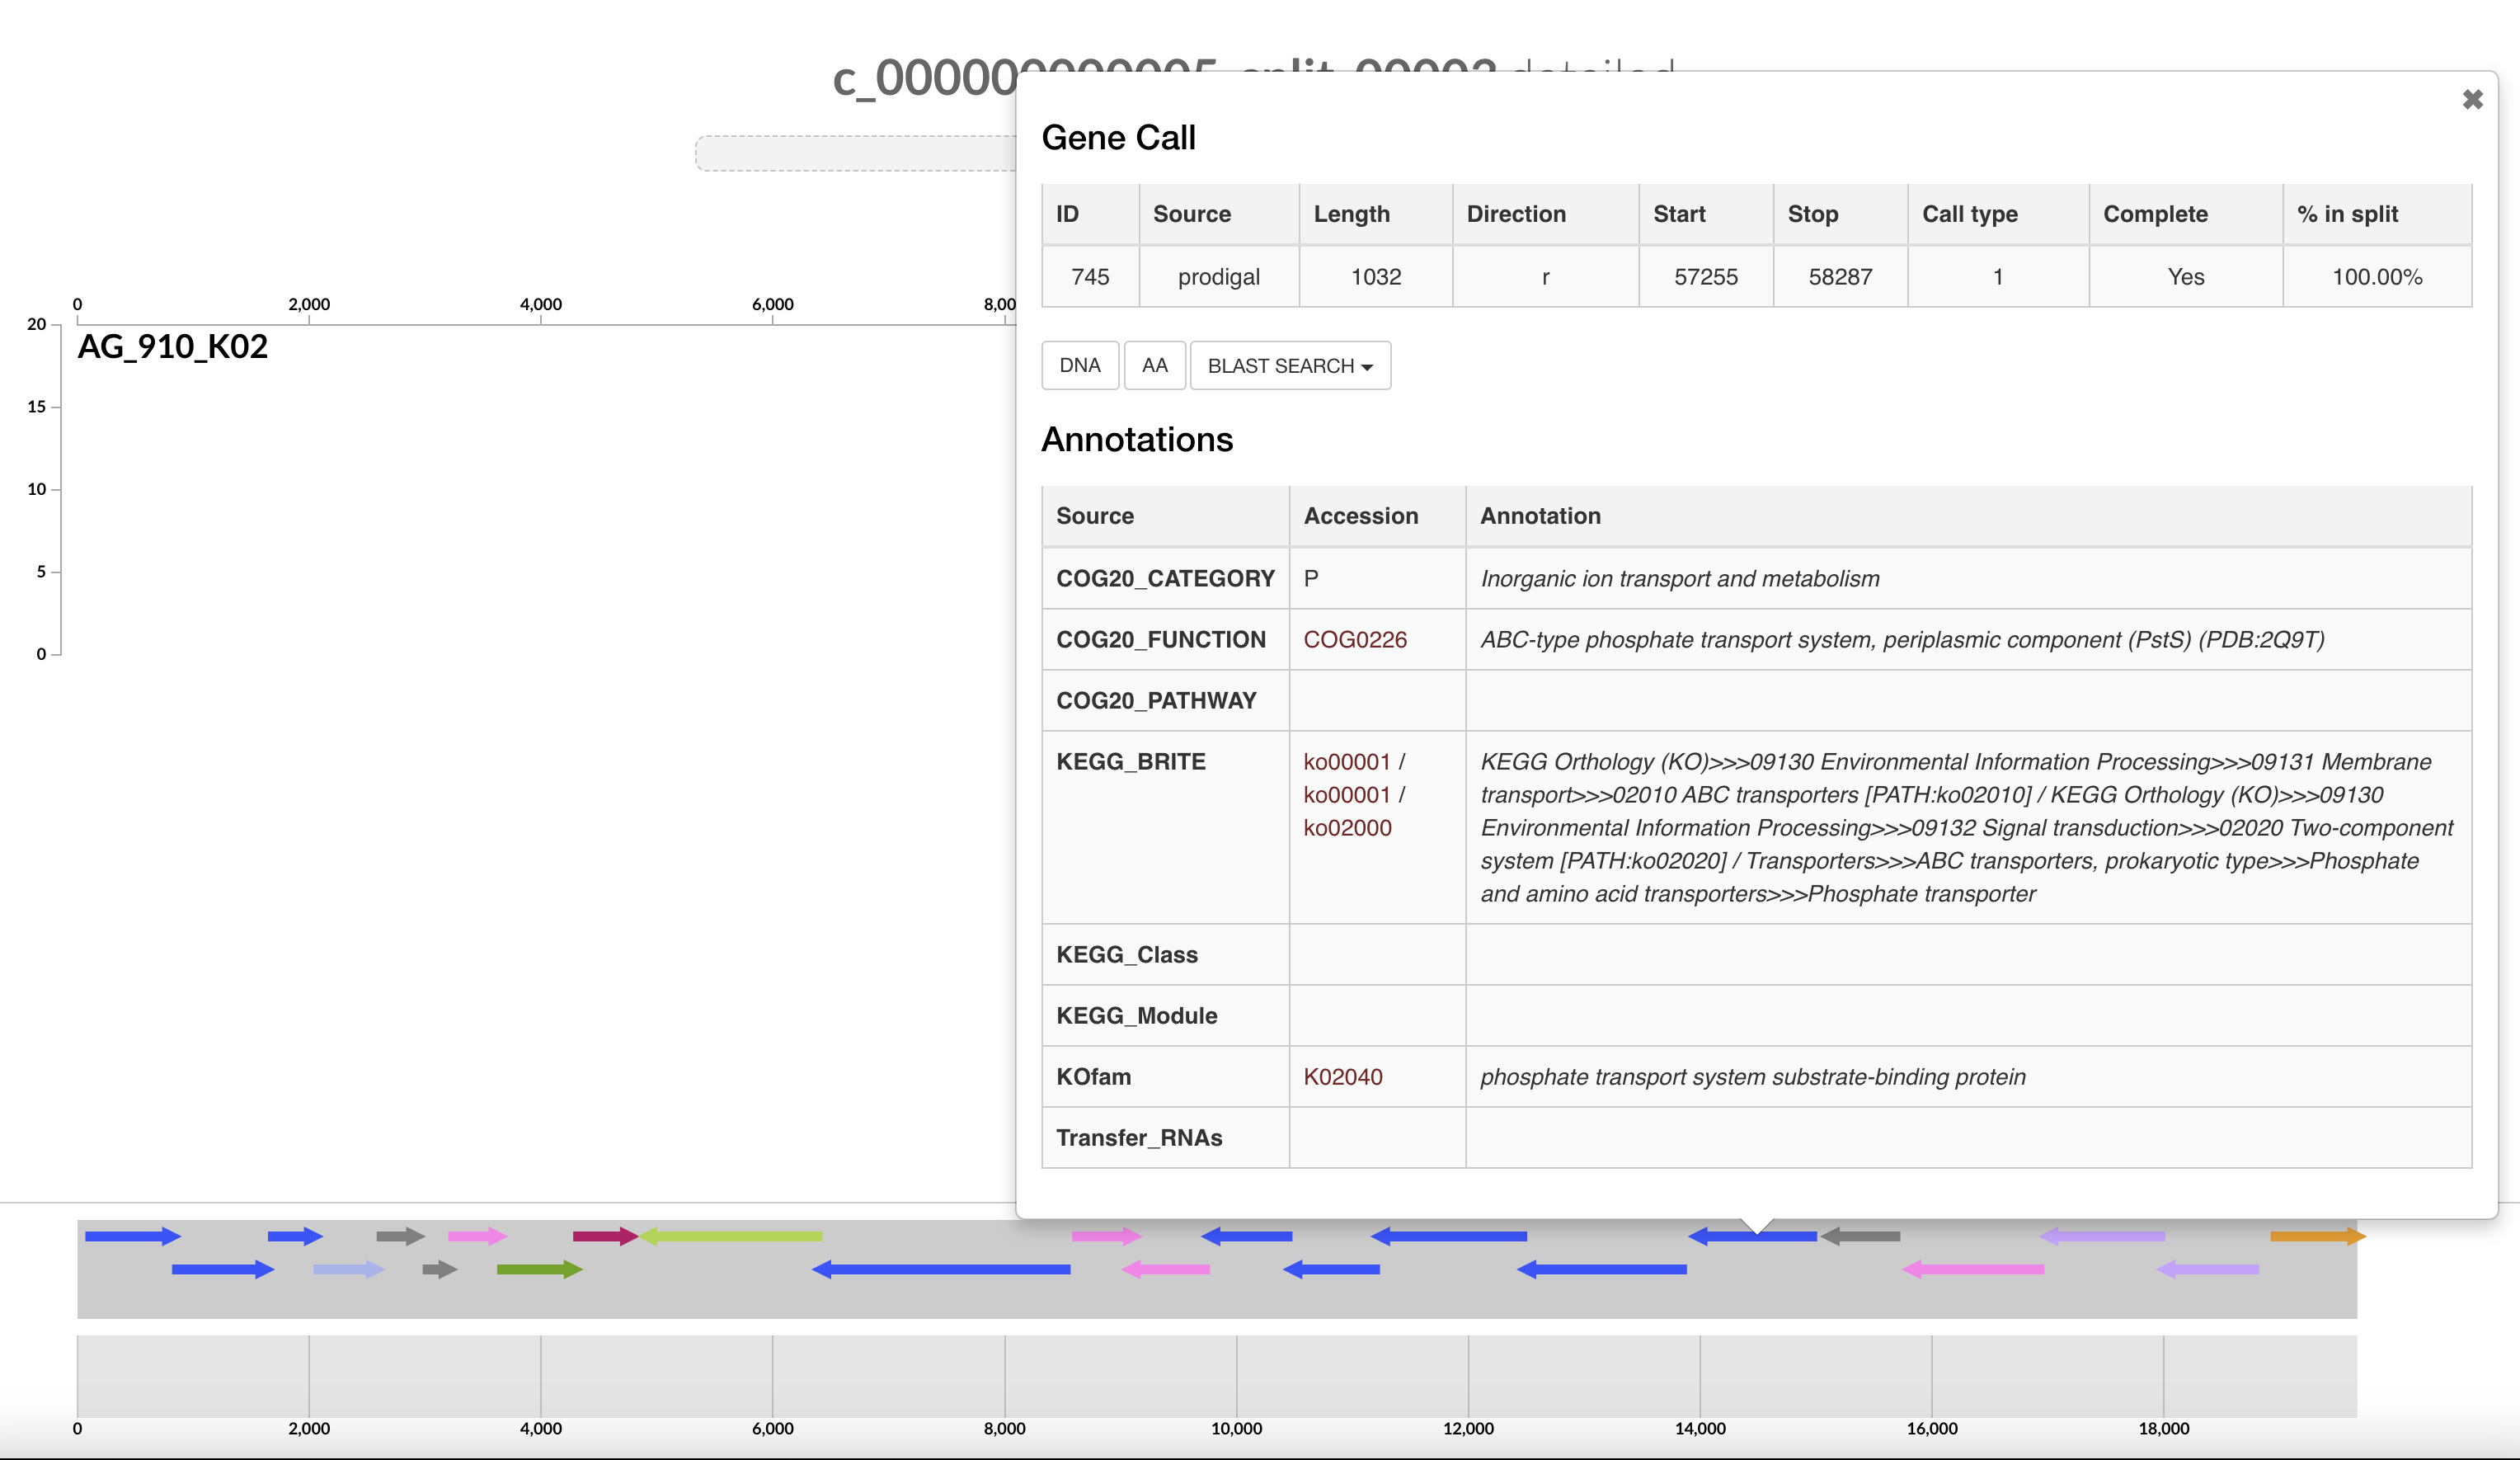 c_00000
Gene Call
ID Source Length Direction Start Stop Call type Complete % in split
745 prodigal 1032 r 57255 58287 1 Yes 100.00%
0 2,000 4,000 6,000
20
AG_910_K02
15
10
5
0
DNA AA BLAST SEARCH
Annotations
Source Accession Annotation
COG20_CATEGORY P Inorganic ion transport and metabolism
COG20_FUNCTION COG0226 ABC-type phosphate transport system, periplasmic component (PstS) (PDB:2Q9T)
COG20_PATHWAY
KEGG_BRITE ko00001 / KEGG Orthology (KO)>>>09130 Environmental Information Processing>>>09131 Membrane
ko00001 / transport>>>02010 ABC transporters [PATH:ko02010] / KEGG Orthology (KO)>>>09130
ko02000 Environmental Information Processing>>>09132 Signal transduction>>>02020 Two-component
system [PATH:ko02020] / Transporters>>>ABC transporters, prokaryotic type>>>Phosphate
and amino acid transporters>>>Phosphate transporter
KEGG_Class
KEGG_Module
KOfam K02040 phosphate transport system substrate-binding protein
Transfer_RNAs
0 2,000 4,000 6,000 8,000 10,000 12,000 14,000 16,000 18,000